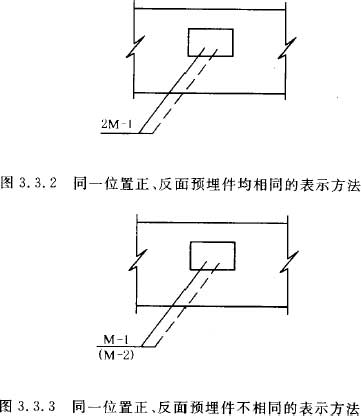 2M-1
图 3.3.2 同一位置正、反面预埋件均相同的表示方法
M-1
(M-2)
图 3.3.3 同一位置正、反面预埋件不相同的表示方法